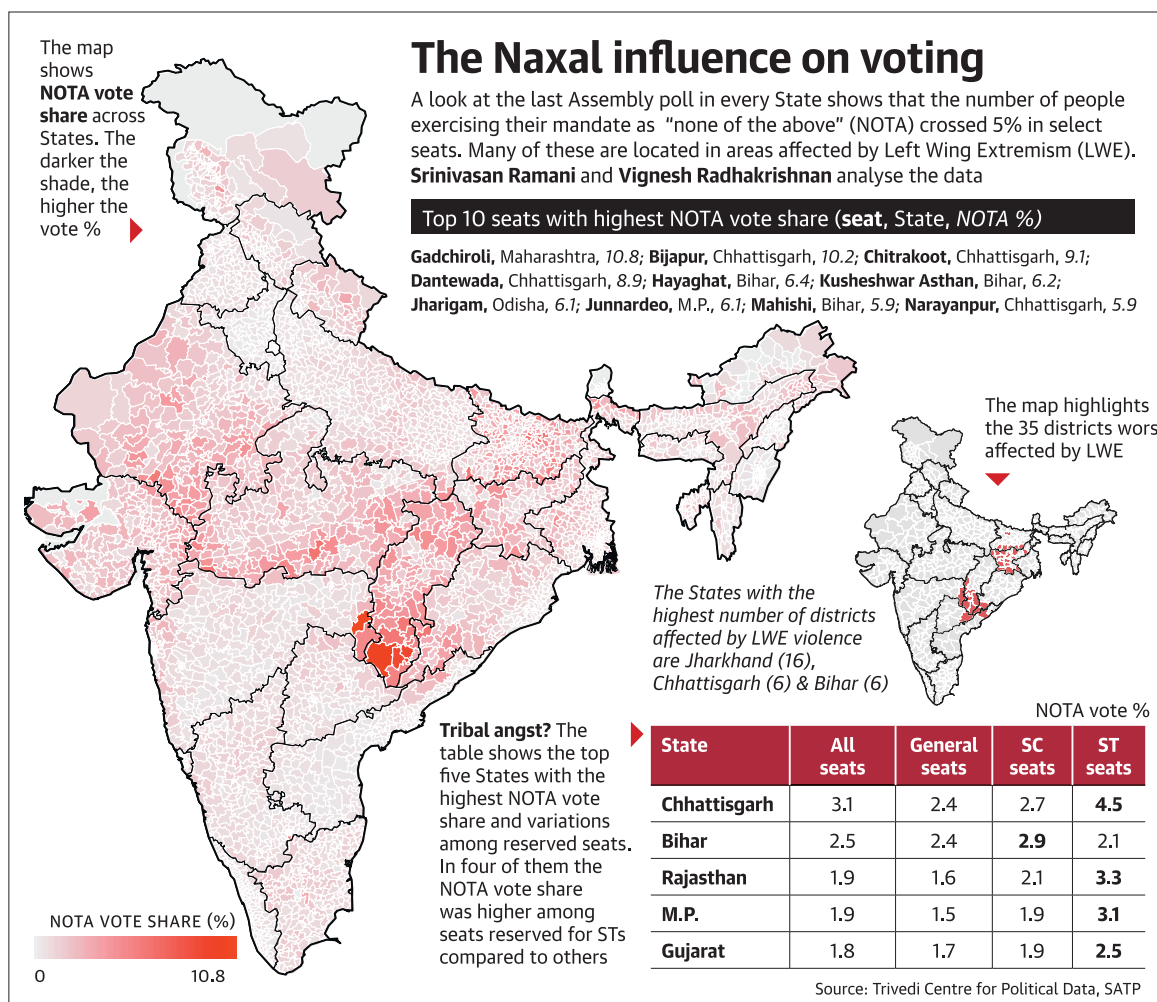 The map
shows
NOTA vote
share across
States. The
darker the
shade, the
higher the
vote %
The Naxal influence on voting
A look at the last Assembly poll in every State shows that the number of people
exercising their mandate as “none of the above” (NOTA) crossed 5% in select
seats. Many of these are located in areas affected by Left Wing Extremism (LWE).
Srinivasan Ramani and Vignesh Radhakrishnan analyse the data
Top 10 seats with highest NOTA vote share (seat, State, NOTA %)
Gadchiroli, Maharashtra, 10.8; Bijapur, Chhattisgarh, 10.2; Chitrakoot, Chhattisgarh, 9.1;
Dantewada, Chhattisgarh, 8.9; Hayaghat, Bihar, 6.4; Kusheshwar Asthan, Bihar, 6.2;
Jharigam, Odisha, 6.1; Junnardeo, M.P., 6.1; Mahishi, Bihar, 5.9; Narayanpur, Chhattisgarh, 5.9
The map highlights
the 35 districts wors
affected by LWE
The States with the
highest number of districts
affected by LWE violence
are Jharkhand (16),
Chhattisgarh (6) & Bihar (6)
Tribal angst? The
table shows the top
five States with the
highest NOTA vote
share and variations
among reserved seats.
In four of them the
NOTA vote share
was higher among
seats reserved for STs
compared to others
NOTA vote %
State All seats General seats SC seats ST seats
Chhattisgarh 3.1 2.4 2.7 4.5
Bihar 2.5 2.4 2.9 2.1
Rajasthan 1.9 1.6 2.1 3.3
M.P. 1.9 1.5 1.9 3.1
Gujarat 1.8 1.7 1.9 2.5
NOTA VOTE SHARE (%)
0 10.8
Source: Trivedi Centre for Political Data, SATP